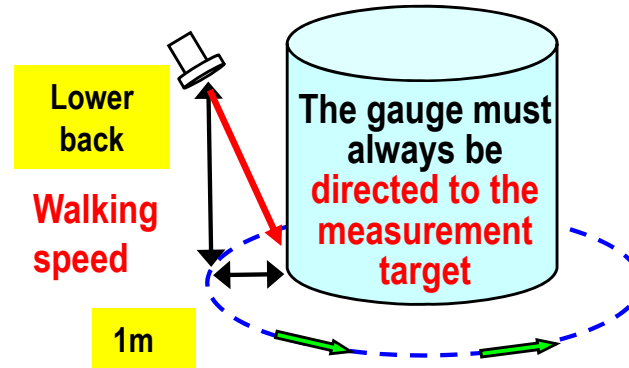 Lower
back
The gauge must
always be
directed to the
measurement
target
Walking
speed
1m